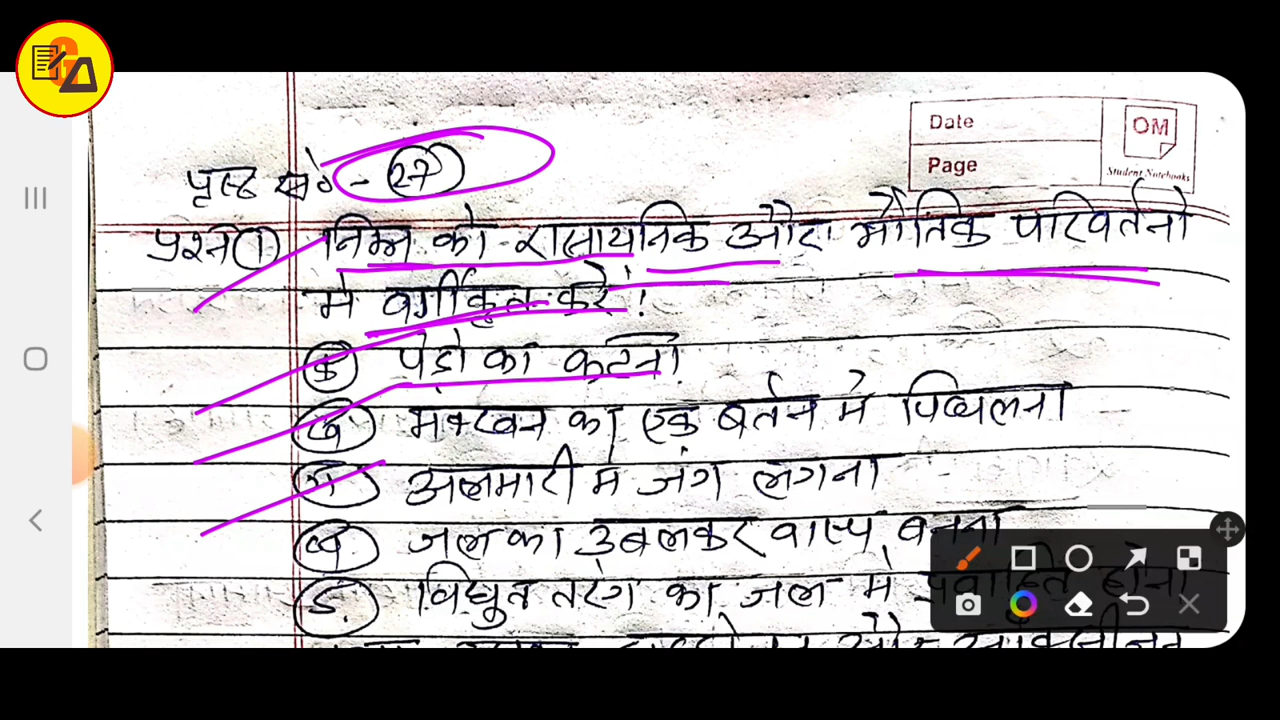 Date
OM
Page
Student Notebooks
पृष्ठ सं० - (27)
प्रश्न (1) निम्न को रासायनिक और भौतिक परिवर्तनो
मे वर्गीकृत करे !
(क) पेडो का कटना
(ख) मक्खन का एक बर्तन मे पिघलना
(ग) अलमारी मे जंग लगना
(घ) जल का उबलकर वाष्प बनना
(ङ) विधुत तरंग का जल मे प्रवाहित होना